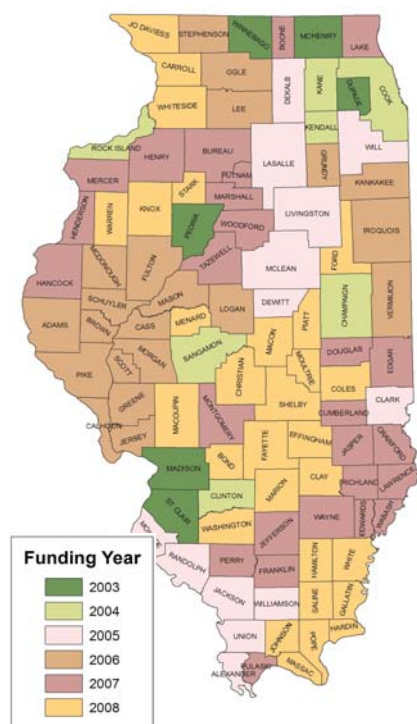 JO DAVIESS
STEPHENSON
WINNEBAGO
BOONE
MCHENRY
LAKE
CARROLL
OGLE
DEKALB
KANE
COOK
DUPAGE
WHITESIDE
LEE
KENDALL
WILL
ROCK ISLAND
HENRY
BUREAU
LASALLE
GRUNDY
MERCER
PUTNAM
KANKAKEE
STARK
MARSHALL
HENDERSON
WARREN
KNOX
PEORIA
WOODFORD
LIVINGSTON
IROQUOIS
FORD
HANCOCK
MCDONOUGH
FULTON
TAZEWELL
MCLEAN
SCHUYLER
MASON
LOGAN
DEWITT
CHAMPAIGN
VERMILION
ADAMS
BROWN
CASS
MENARD
PIATT
MACON
MORGAN
SANGAMON
DOUGLAS
EDGAR
PIKE
SCOTT
CHRISTIAN
MOULTRIE
COLES
GREENE
MACOUPIN
SHELBY
CLARK
CALHOUN
JERSEY
MONTGOMERY
CUMBERLAND
FAYETTE
EFFINGHAM
JASPER
CRAWFORD
MADISON
BOND
CLAY
RICHLAND
LAWRENCE
ST CLAIR
CLINTON
MARION
WAYNE
EDWARDS
WABASH
WASHINGTON
JEFFERSON
RANDOLPH
PERRY
FRANKLIN
HAMILTON
WHITE
JACKSON
WILLIAMSON
SALINE
GALLATIN
UNION
JOHNSON
POPE
HARDIN
ALEXANDER
PULASKI
MASSAC
Funding Year
2003
2004
2005
2006
2007
2008